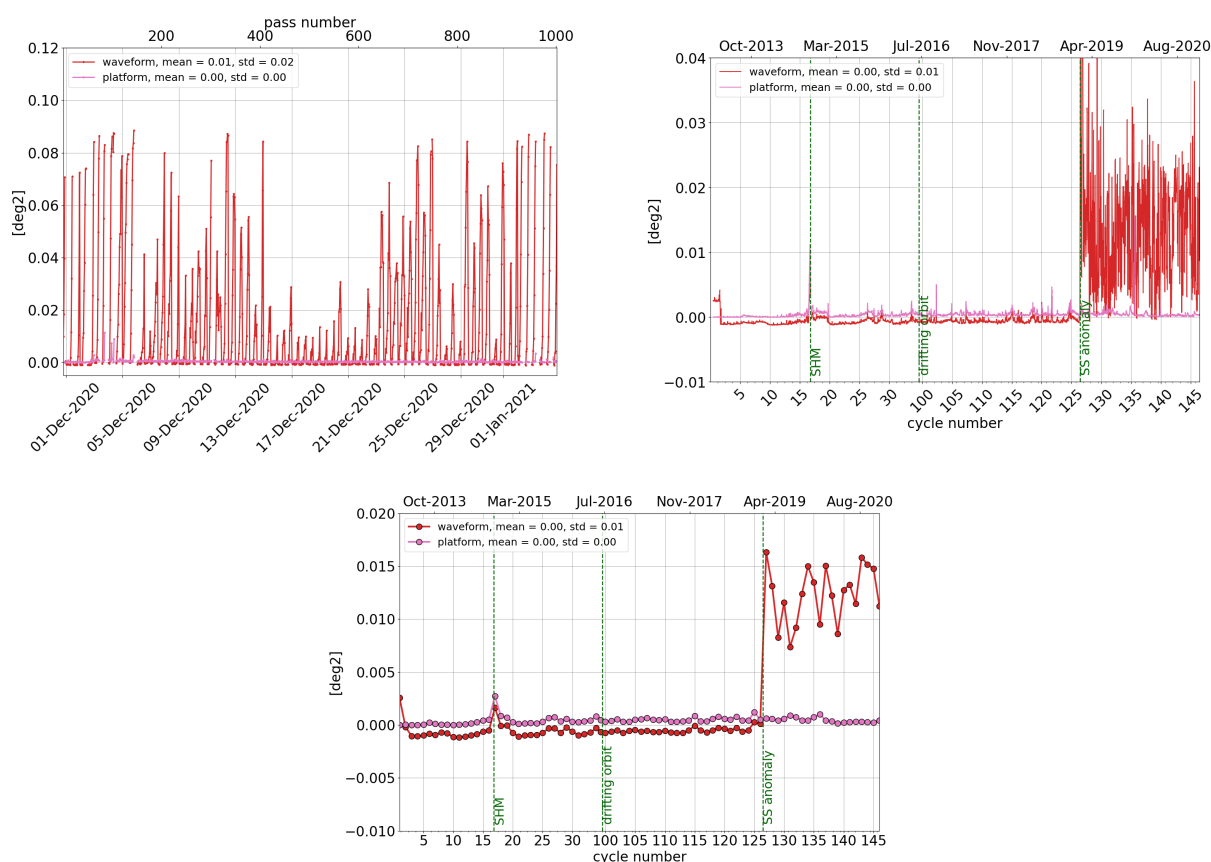 pass number
200 400 600 800 1000
0.12
0.10
0.08
0.06
0.04
0.02
0.00
[deg2]
waveform, mean = 0.01, std = 0.02
platform, mean = 0.00, std = 0.00
01-Dec-2020 05-Dec-2020 09-Dec-2020 13-Dec-2020 17-Dec-2020 21-Dec-2020 25-Dec-2020 29-Dec-2020 01-Jan-2021
Oct-2013 Mar-2015 Jul-2016 Nov-2017 Apr-2019 Aug-2020
0.04
0.03
0.02
0.01
0.00
−0.01
[deg2]
waveform, mean = 0.00, std = 0.01
platform, mean = 0.00, std = 0.00
SHM
drifting orbit
SS anomaly
5 10 16 20 25 30 100 105 110 115 120 125 130 135 140 145
cycle number
Oct-2013 Mar-2015 Jul-2016 Nov-2017 Apr-2019 Aug-2020
0.020
0.015
0.010
0.005
0.000
−0.005
−0.010
[deg2]
waveform, mean = 0.00, std = 0.01
platform, mean = 0.00, std = 0.00
SHM
drifting orbit
SS anomaly
5 10 16 20 25 30 100 105 110 115 120 125 130 135 140 145
cycle number